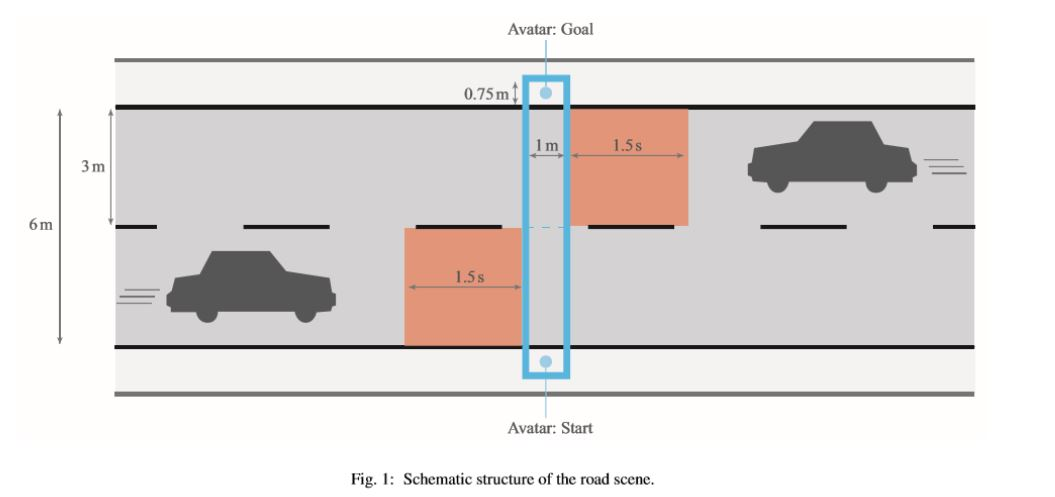 Avatar: Goal
0.75 m
1 m
1.5 s
3 m
6 m
1.5 s
Avatar: Start
Fig. 1: Schematic structure of the road scene.